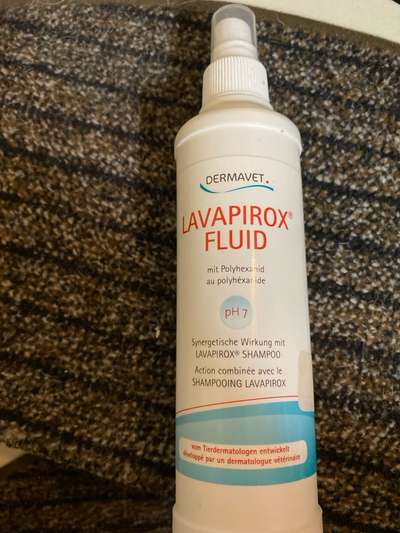 DERMAVET.
LAVAPIROX®
FLUID
mit Polyhexanid
au polyhéxanide
pH 7
Synergetische Wirkung mit
LAVAPIROX® SHAMPOO
Action combinée avec le
SHAMPOOING LAVAPIROX
vom Tierdermatologen entwickelt
développé par un dermatologue vétérinaire